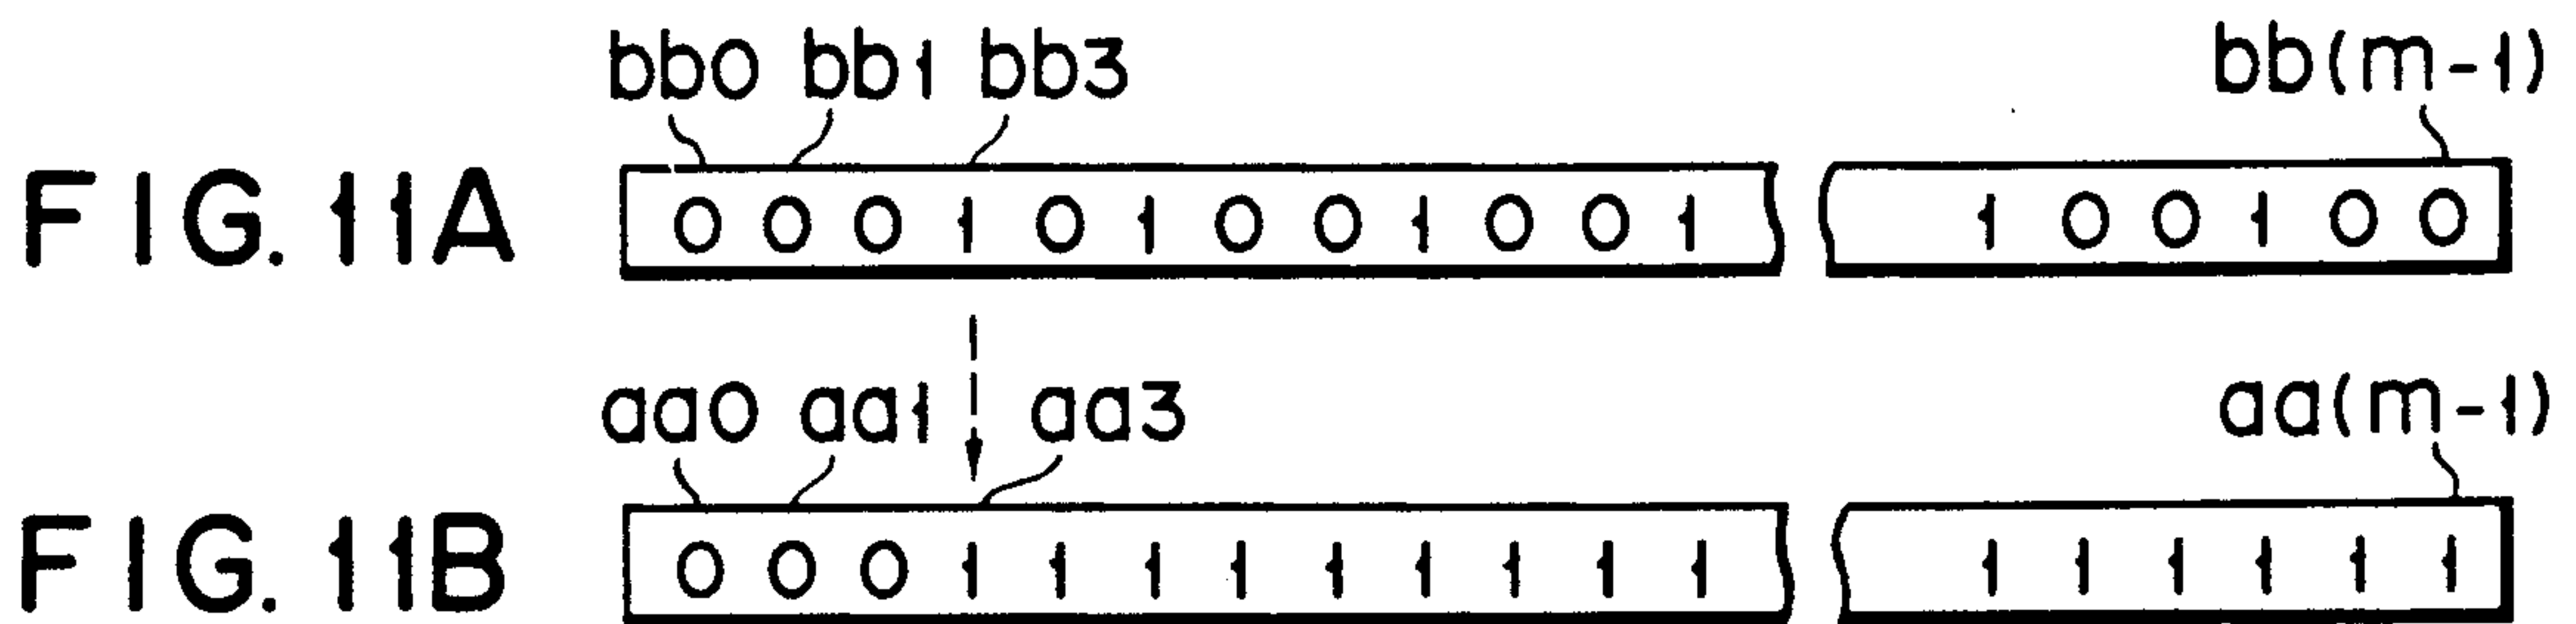 bb0 bb1 bb3 bb(m-1)
FIG. 11A 0 0 0 1 0 1 0 0 1 0 0 1 1 0 0 1 0 0
aa0 aa1 aa3 aa(m-1)
FIG. 11B 0 0 0 1 1 1 1 1 1 1 1 1 1 1 1 1 1 1